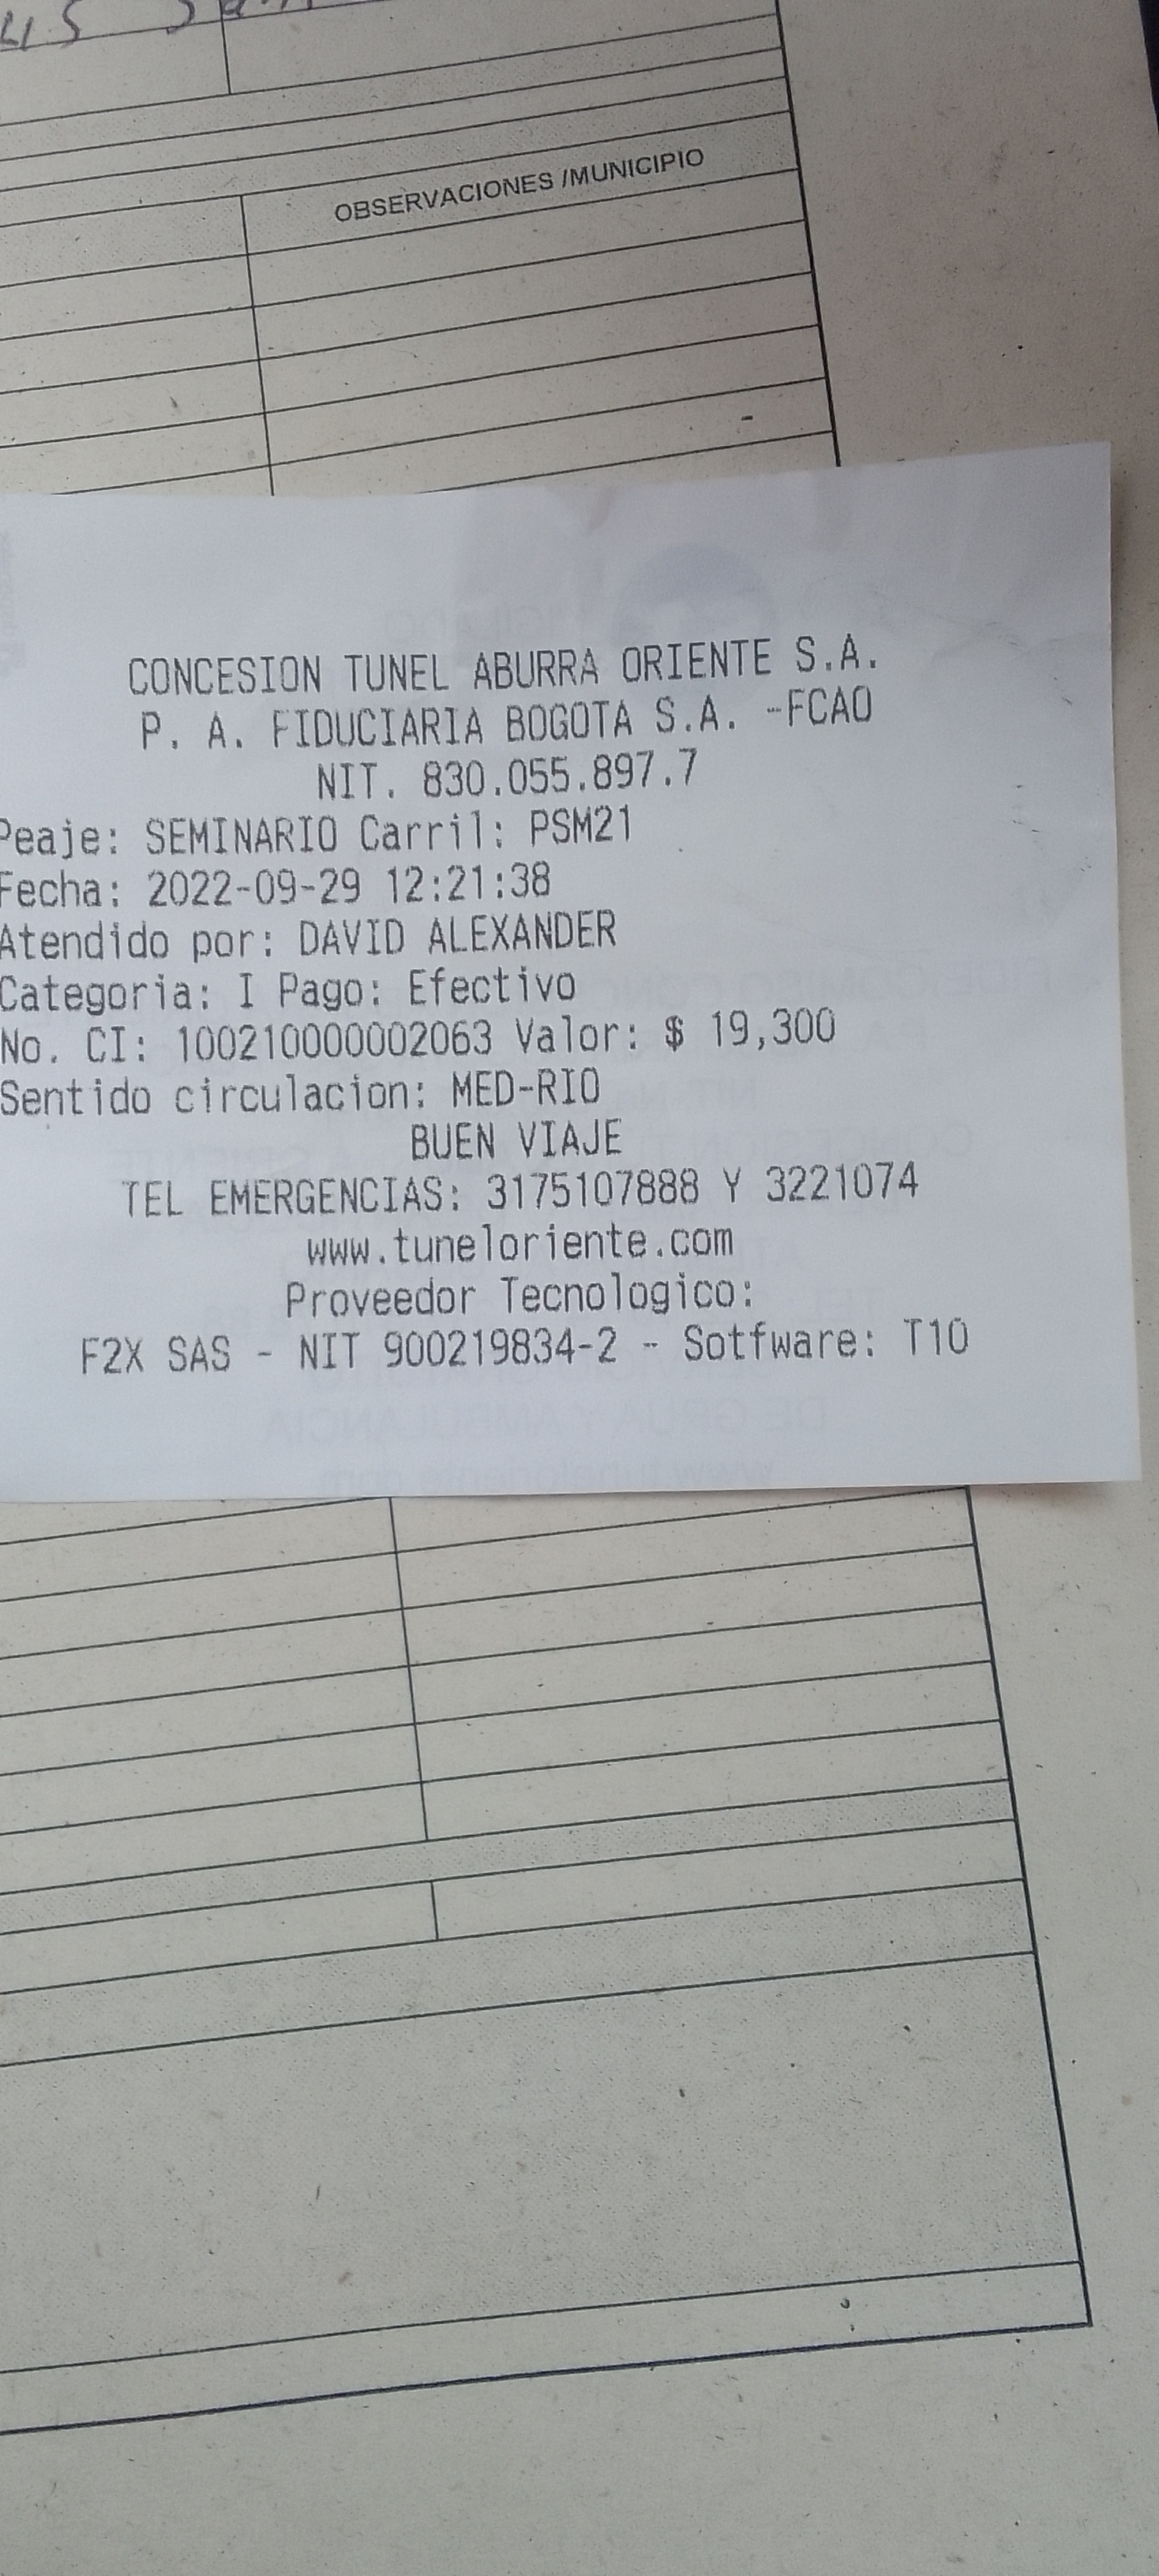 OBSERVACIONES /MUNICIPIO
CONCESION TUNEL ABURRA ORIENTE S.A.
P. A. FIDUCIARIA BOGOTA S.A. -FCAO
NIT. 830.055.897.7
Peaje: SEMINARIO Carril: PSM21
Fecha: 2022-09-29 12:21:38
Atendido por: DAVID ALEXANDER
Categoria: I Pago: Efectivo
No. CI: 100210000002063 Valor: $ 19,300
Sentido circulacion: MED-RIO
BUEN VIAJE
TEL EMERGENCIAS: 3175107888 Y 3221074
www.tuneloriente.com
Proveedor Tecnologico:
F2X SAS - NIT 900219834-2 - Sotfware: T10